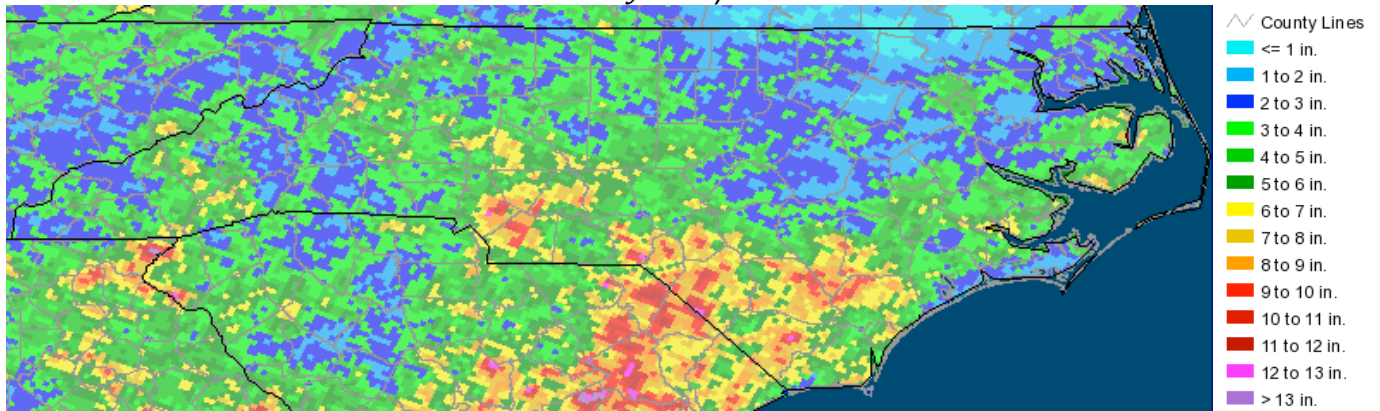 County Lines
<= 1 in.
1 to 2 in.
2 to 3 in.
3 to 4 in.
4 to 5 in.
5 to 6 in.
6 to 7 in.
7 to 8 in.
8 to 9 in.
9 to 10 in.
10 to 11 in.
11 to 12 in.
12 to 13 in.
> 13 in.